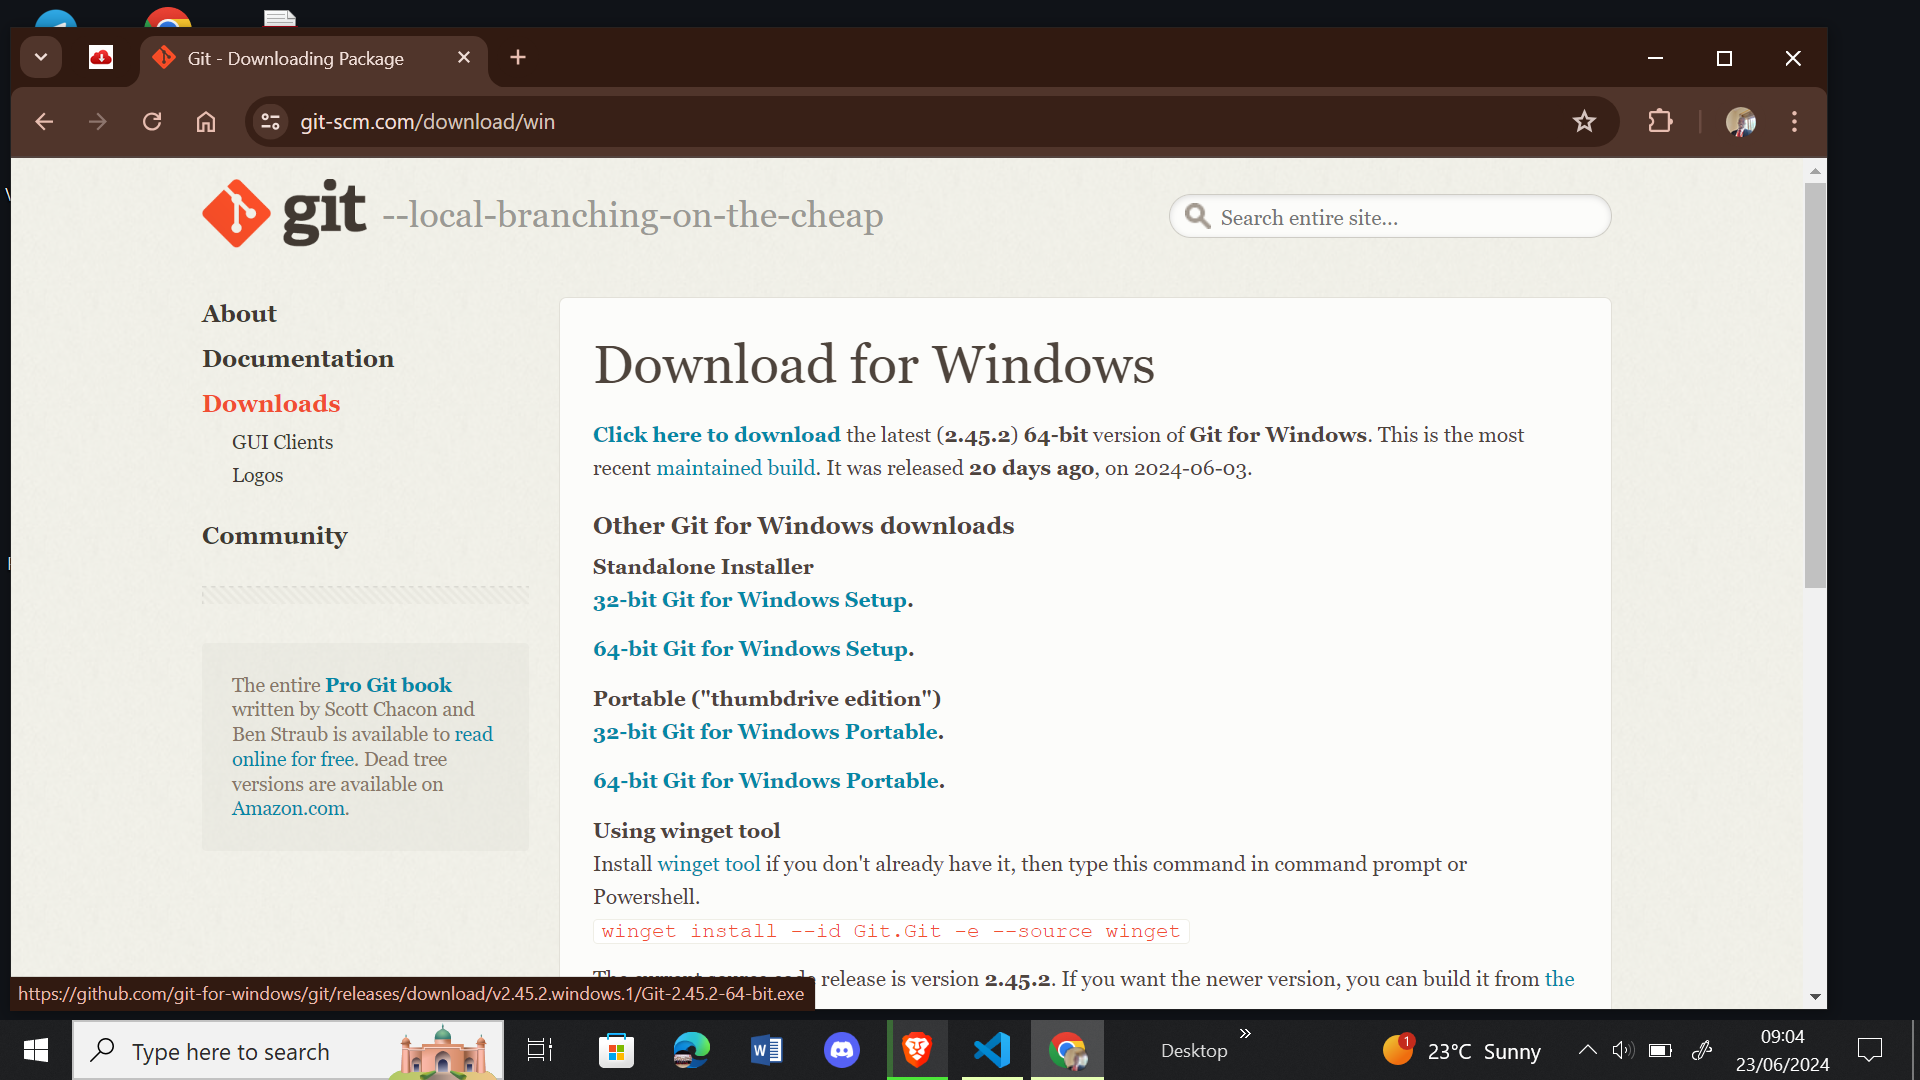 Git - Downloading Package
git-scm.com/download/win
git --local-branching-on-the-cheap
Search entire site...
About
Documentation
Downloads
GUI Clients
Logos
Community
The entire Pro Git book
written by Scott Chacon and
Ben Straub is available to read
online for free. Dead tree
versions are available on
Amazon.com.
Download for Windows
Click here to download the latest (2.45.2) 64-bit version of Git for Windows. This is the most
recent maintained build. It was released 20 days ago, on 2024-06-03.
Other Git for Windows downloads
Standalone Installer
32-bit Git for Windows Setup.
64-bit Git for Windows Setup.
Portable ("thumbdrive edition")
32-bit Git for Windows Portable.
64-bit Git for Windows Portable.
Using winget tool
Install winget tool if you don't already have it, then type this command in command prompt or
Powershell.
winget install --id Git.Git -e --source winget
The current source code release is version 2.45.2. If you want the newer version, you can build it from the
https://github.com/git-for-windows/git/releases/download/v2.45.2.windows.1/Git-2.45.2-64-bit.exe
Type here to search
Desktop
1
23°C Sunny
09:04
23/06/2024